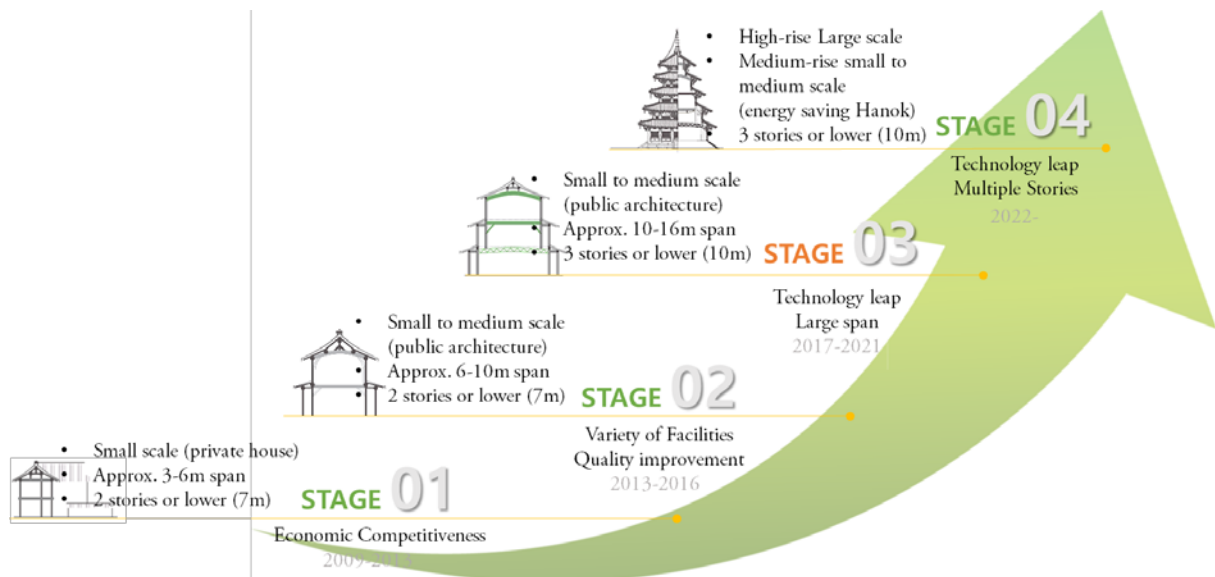 • High-rise Large scale
• Medium-rise small to
medium scale
(energy saving Hanok)
• 3 stories or lower (10m)
STAGE 04
Technology leap
Multiple Stories
2022-
• Small to medium scale
(public architecture)
• Approx. 10-16m span
• 3 stories or lower (10m)
STAGE 03
Technology leap
Large span
2017-2021
• Small to medium scale
(public architecture)
• Approx. 6-10m span
• 2 stories or lower (7m)
STAGE 02
Variety of Facilities
Quality improvement
2013-2016
• Small scale (private house)
• Approx. 3-6m span
• 2 stories or lower (7m)
STAGE 01
Economic Competitiveness
2009-2013